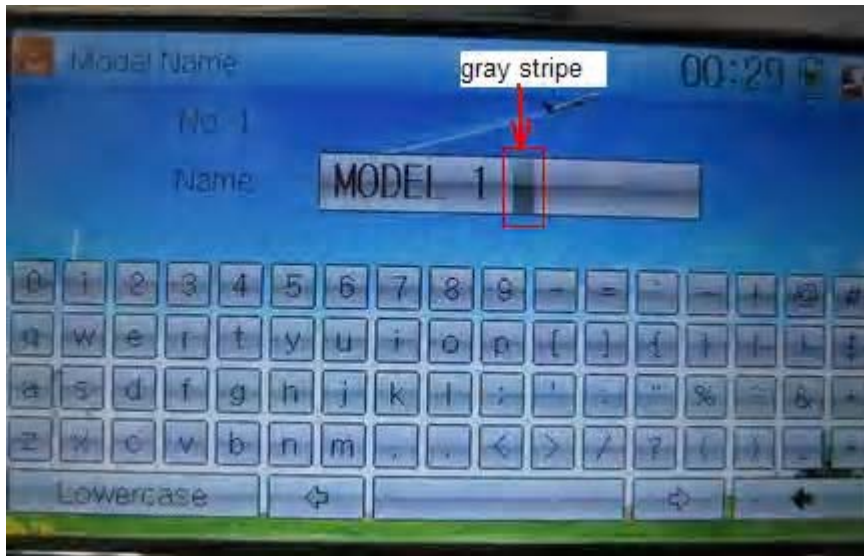 Model Name
gray stripe
00:29
No. 1
Name
MODEL 1
0 1 2 3 4 5 6 7 8 9 - = ` ~ ! @ #
q w e r t y u i o p [ ] { } | \
a s d f g h j k l ; ' : " % & +
z x c v b n m , . < > / ? ( ) _
Lowercase